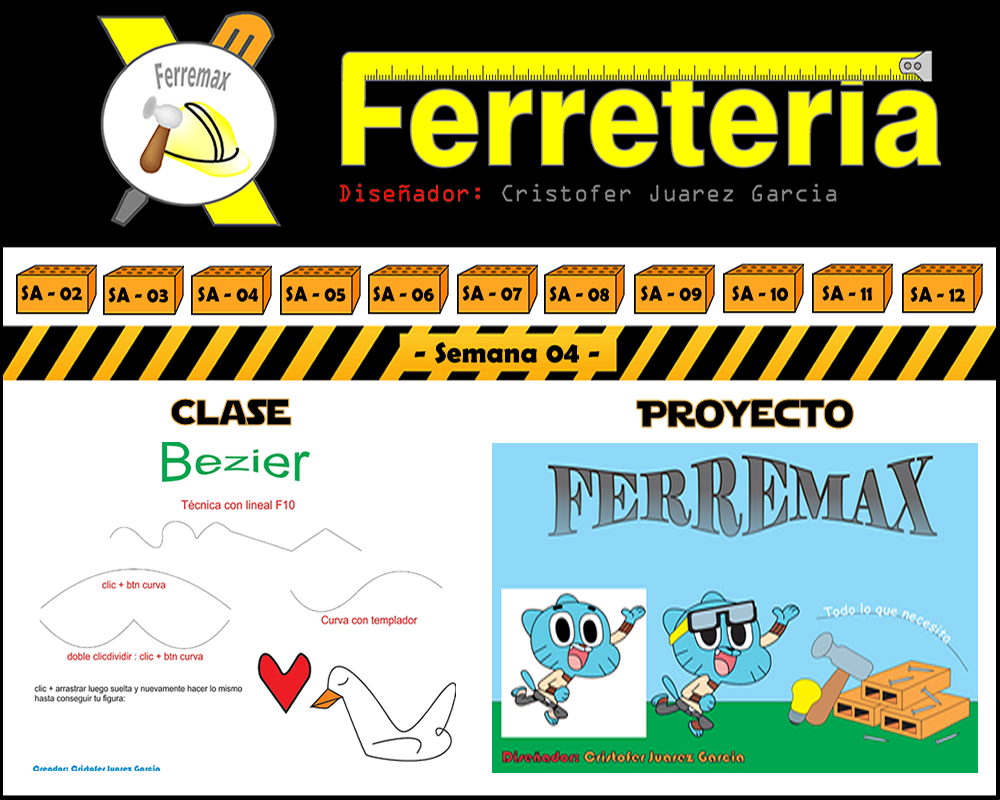 Ferremax
Ferretería
Diseñador: Cristofer Juarez Garcia
SA - 02
SA - 03
SA - 04
SA - 05
SA - 06
SA - 07
SA - 08
SA - 09
SA - 10
SA - 11
SA - 12
- Semana 04 -
CLASE
Bezier
Técnica con lineal F10
clic + btn curva
Curva con templador
doble clicdividir : clic + btn curva
clic + arrastrar luego suelta y nuevamente hacer lo mismo
hasta conseguir tu figura:
Creador: Cristofer Juarez Garcia
PROYECTO
FERREMAX
Todo lo que necesita
Diseñador: Cristofer Juarez Garcia